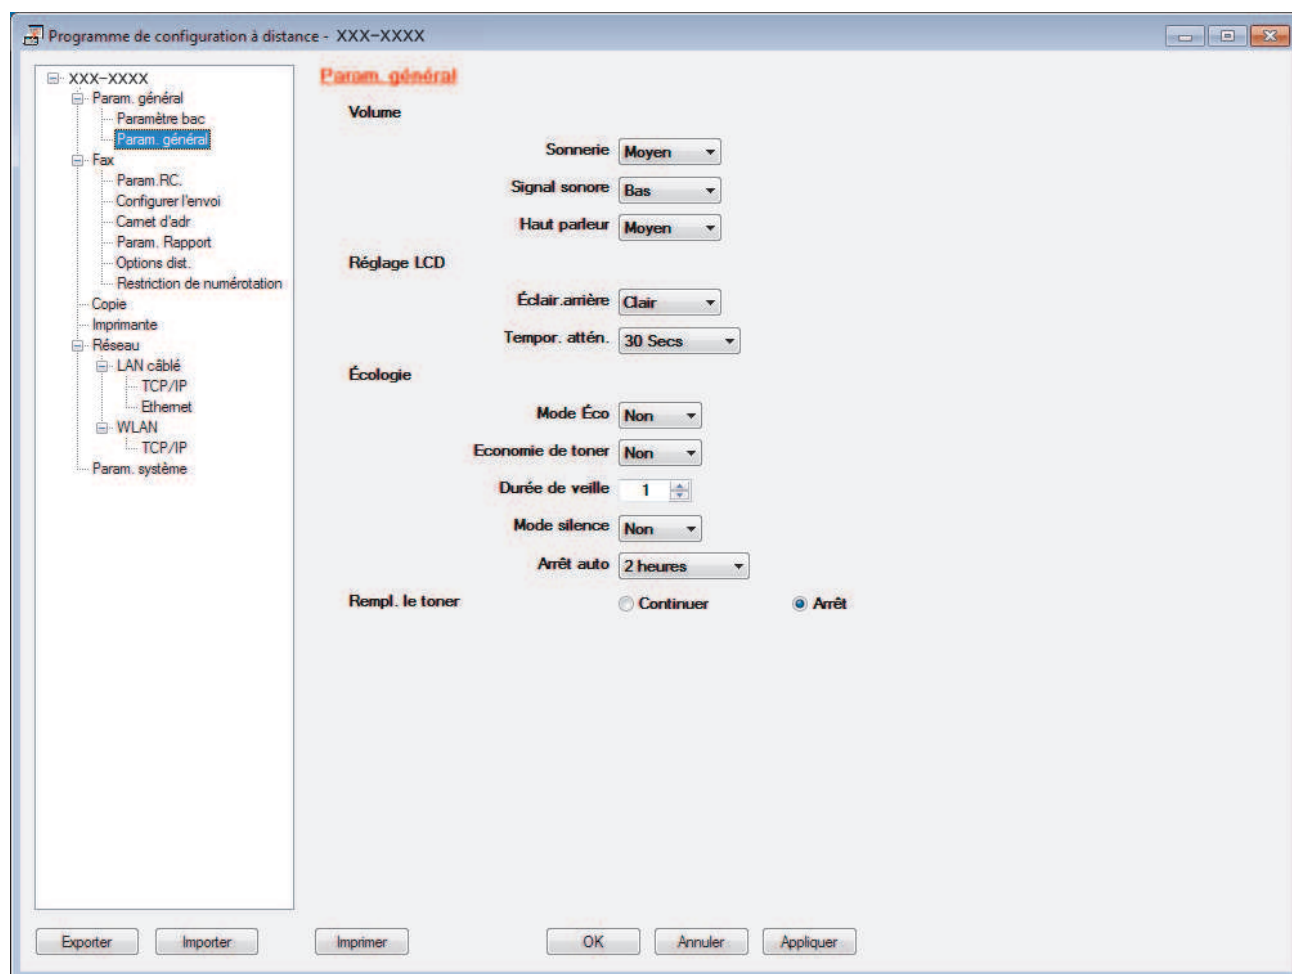 Programme de configuration à distance - XXX-XXXX
XXX-XXXX
Param. général
Paramètre bac
Param. général
Fax
Param.RC.
Configurer l'envoi
Carnet d'adr
Param. Rapport
Options dist.
Restriction de numérotation
Copie
Imprimante
Réseau
LAN câblé
TCP/IP
Ethernet
WLAN
TCP/IP
Param. système
Param. général
Volume
Sonnerie Moyen
Signal sonore Bas
Haut parleur Moyen
Réglage LCD
Éclair.arrière Clair
Tempor. attén. 30 Secs
Écologie
Mode Éco Non
Economie de toner Non
Durée de veille 1
Mode silence Non
Arrêt auto 2 heures
Rempl. le toner Continuer Arrêt
Exporter Importer Imprimer OK Annuler Appliquer